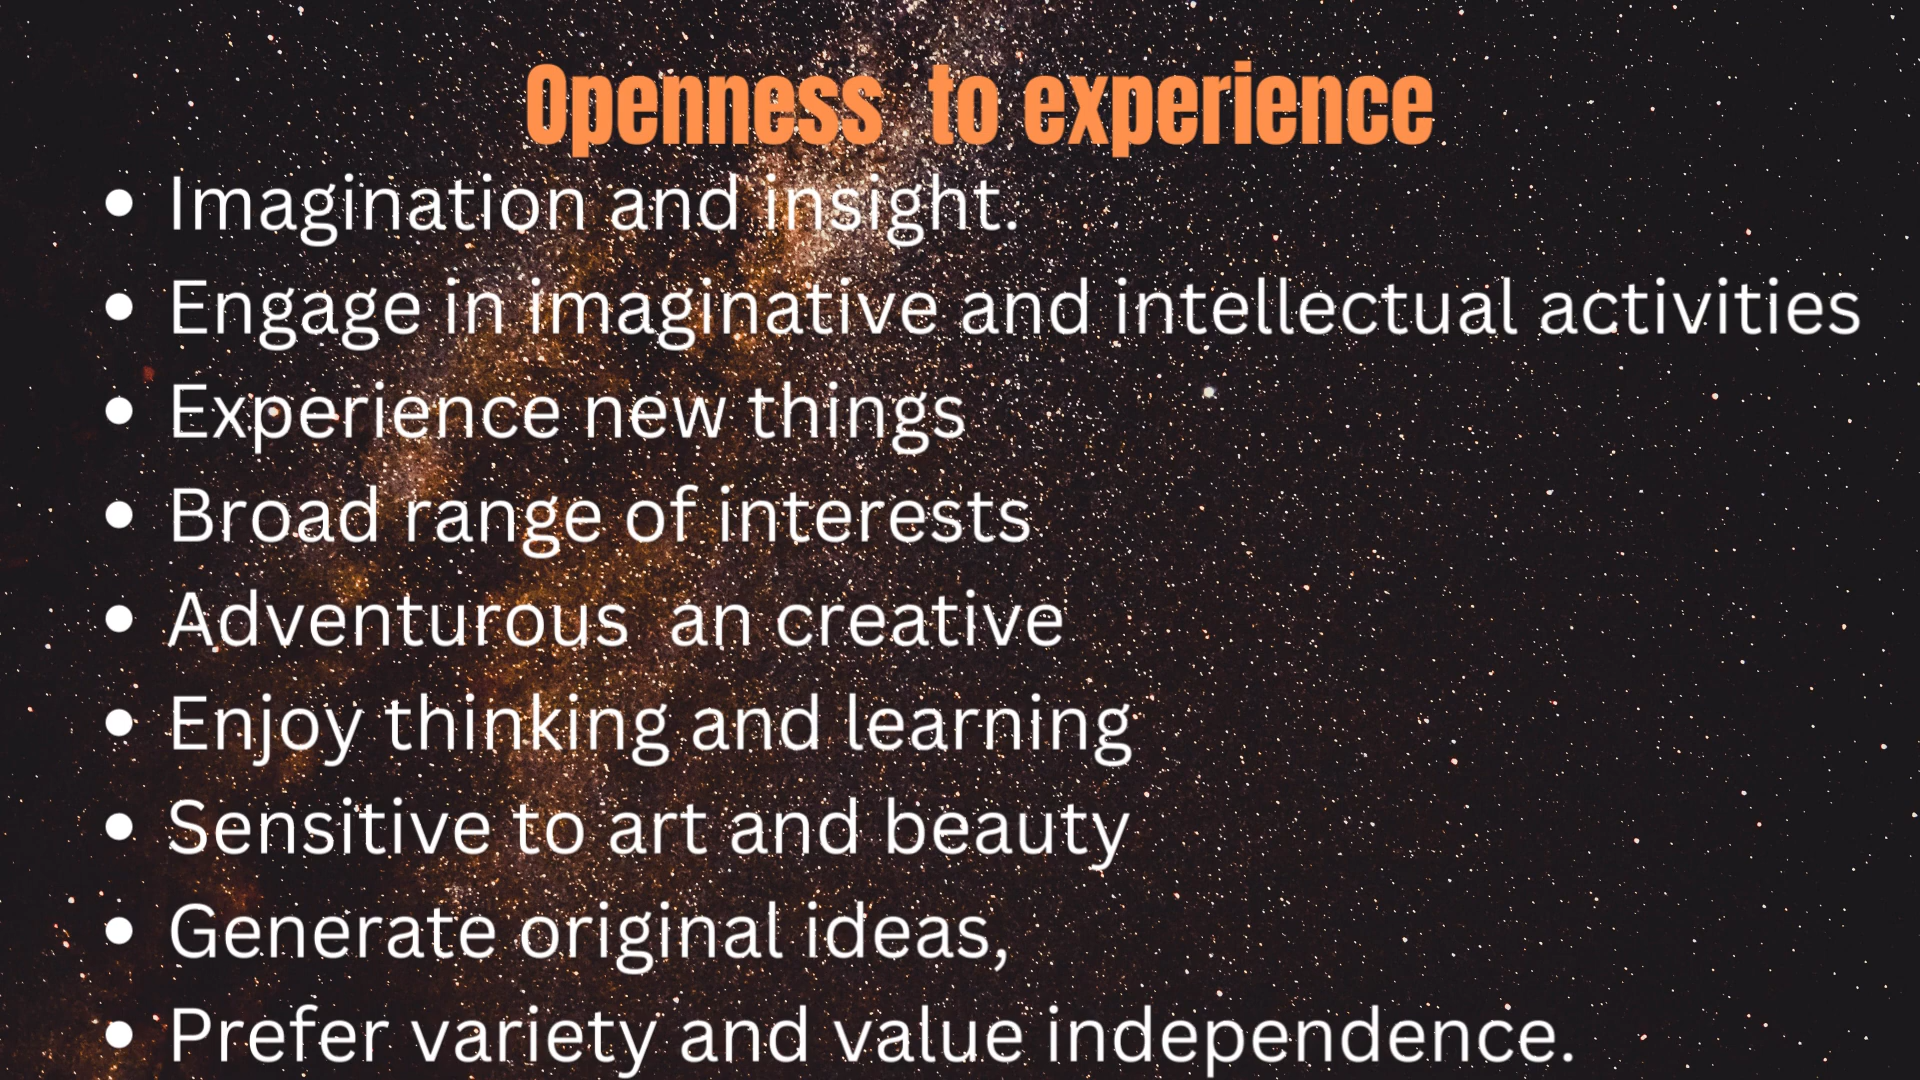 Openness  to experience
• Imagination and insight.
• Engage in imaginative and intellectual activities
• Experience new things
• Broad range of interests
• Adventurous  an creative
• Enjoy thinking and learning
• Sensitive to art and beauty
• Generate original ideas,
• Prefer variety and value independence.